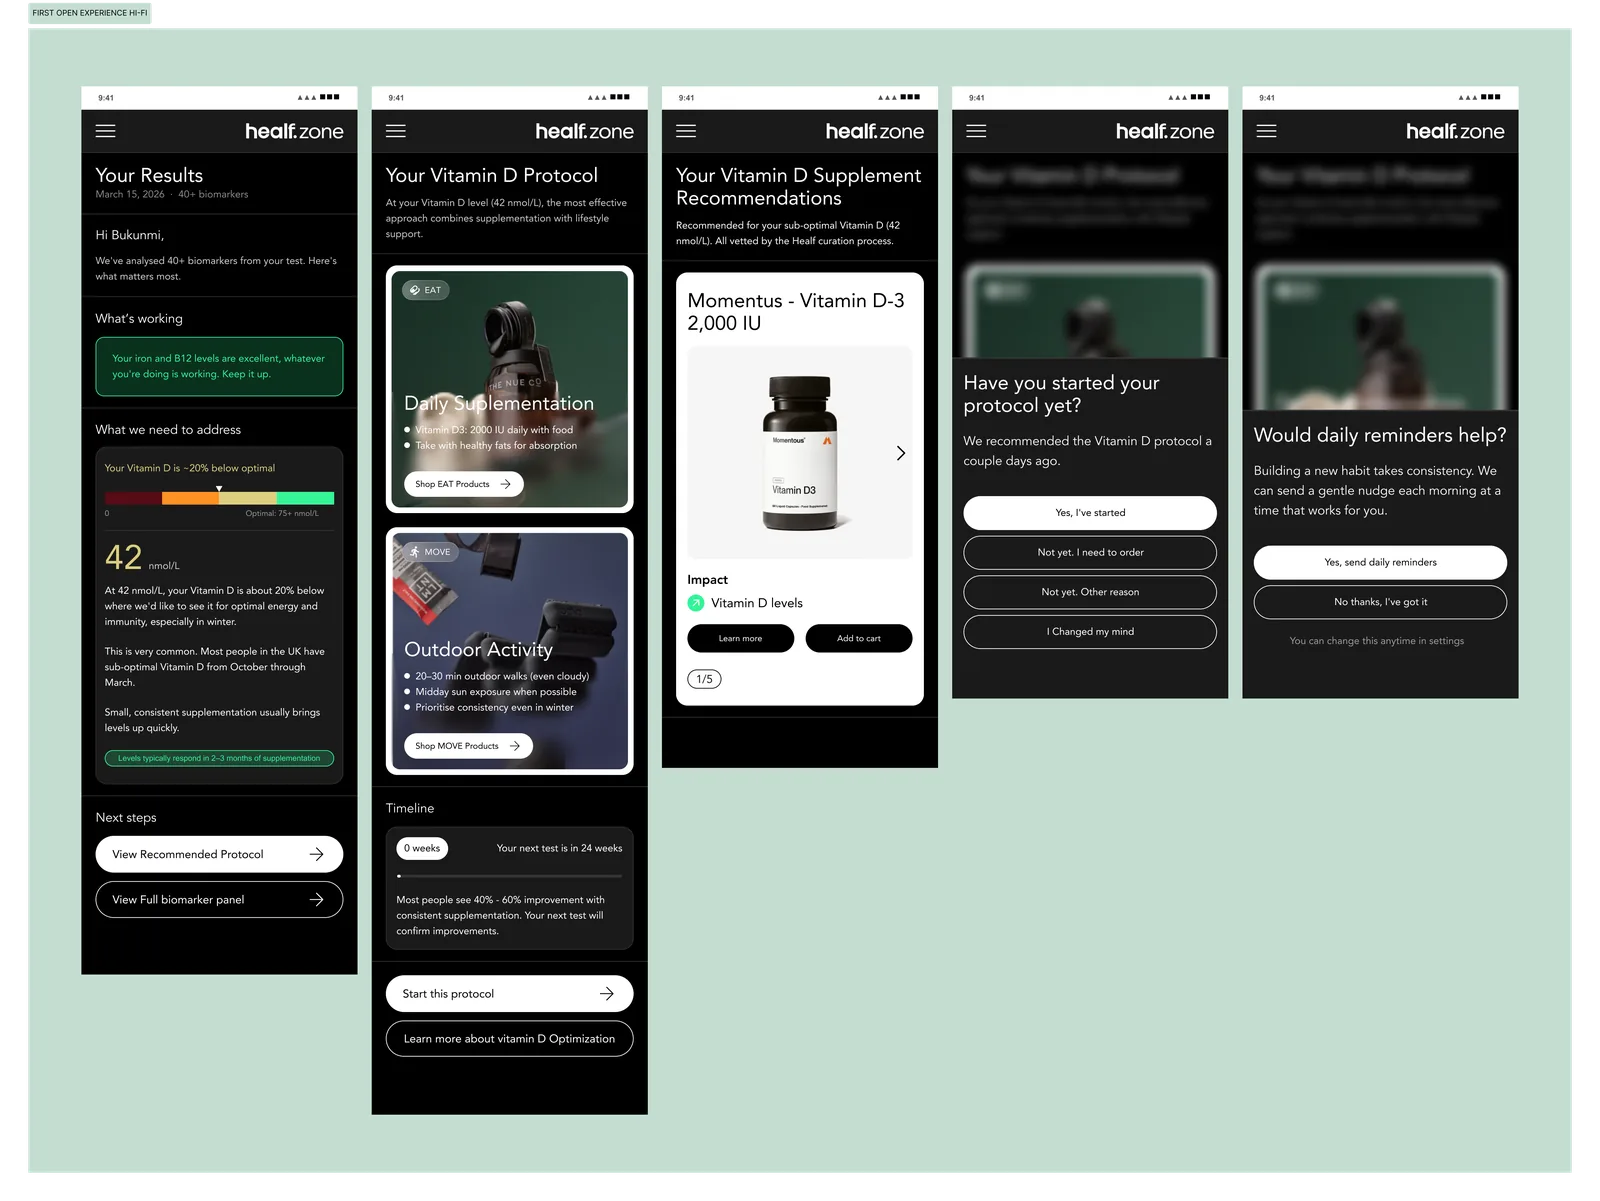 FIRST OPEN EXPERIENCE HI-FI
9:41
healf.zone
Your Results
March 15, 2026 · 40+ biomarkers
Hi Bukunmi,
We've analysed 40+ biomarkers from your test. Here's
what matters most.
What's working
Your iron and B12 levels are excellent, whatever
you're doing is working. Keep it up.
What we need to address
Your Vitamin D is ~20% below optimal
0
Optimal: 75+ nmol/L
42 nmol/L
At 42 nmol/L, your Vitamin D is about 20% below
where we'd like to see it for optimal energy and
immunity, especially in winter.
This is very common. Most people in the UK have
sub-optimal Vitamin D from October through
March.
Small, consistent supplementation usually brings
levels up quickly.
Levels typically respond in 2–3 months of supplementation
Next steps
View Recommended Protocol
View Full biomarker panel
9:41
healf.zone
Your Vitamin D Protocol
At your Vitamin D level (42 nmol/L), the most effective
approach combines supplementation with lifestyle
support.
EAT
THE NUE CO
Daily Suplementation
Vitamin D3: 2000 IU daily with food
Take with healthy fats for absorption
Shop EAT Products
MOVE
Outdoor Activity
20–30 min outdoor walks (even cloudy)
Midday sun exposure when possible
Prioritise consistency even in winter
Shop MOVE Products
Timeline
0 weeks
Your next test is in 24 weeks
Most people see 40% - 60% improvement with
consistent supplementation. Your next test will
confirm improvements.
Start this protocol
Learn more about vitamin D Optimization
9:41
healf.zone
Your Vitamin D Supplement
Recommendations
Recommended for your sub-optimal Vitamin D (42
nmol/L). All vetted by the Healf curation process.
Momentus - Vitamin D-3
2,000 IU
Momentous
Vitamin D3
Impact
Vitamin D levels
Learn more
Add to cart
1/5
9:41
healf.zone
Your Vitamin D Protocol
Have you started your
protocol yet?
We recommended the Vitamin D protocol a
couple days ago.
Yes, I've started
Not yet. I need to order
Not yet. Other reason
I Changed my mind
9:41
healf.zone
Your Vitamin D Protocol
Would daily reminders help?
Building a new habit takes consistency. We
can send a gentle nudge each morning at a
time that works for you.
Yes, send daily reminders
No thanks, I've got it
You can change this anytime in settings